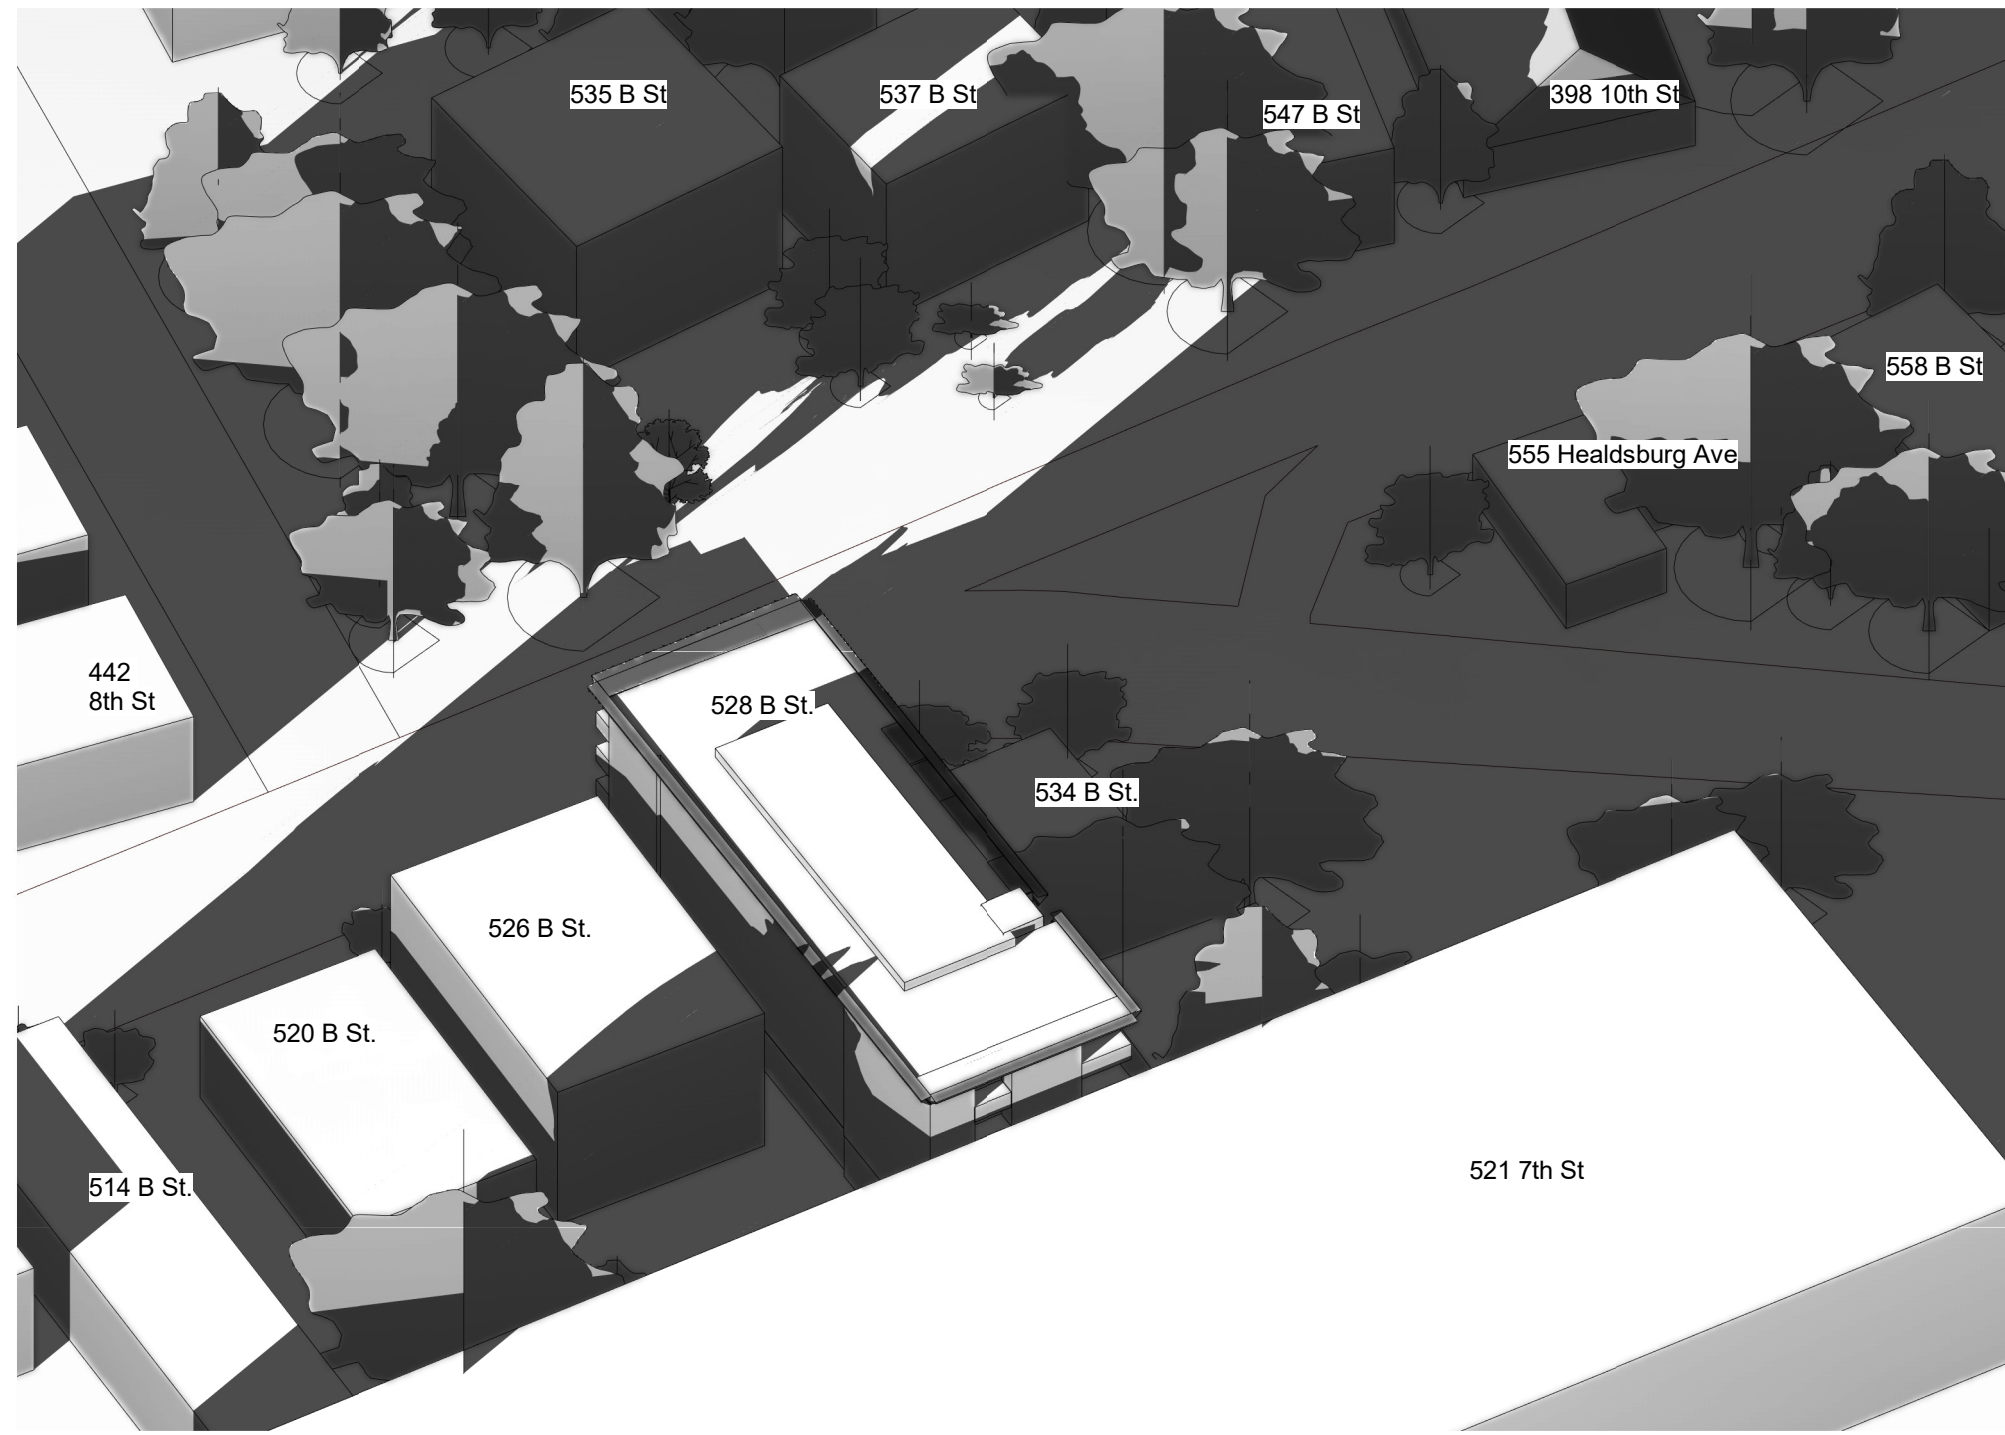 535 B St
537 B St
547 B St
398 10th St
558 B St
555 Healdsburg Ave
442
8th St
528 B St.
534 B St.
526 B St.
520 B St.
514 B St.
521 7th St